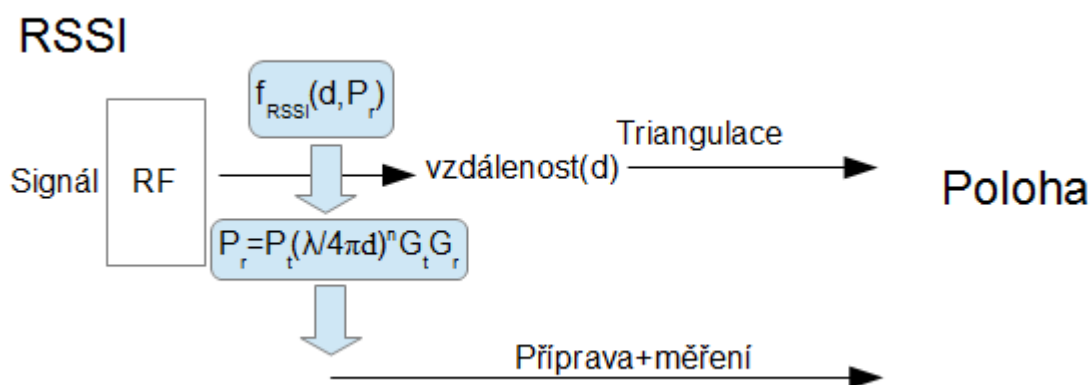 RSSI
f_RSSI(d,P_r)
Triangulace
Signál RF vzdálenost(d)
Poloha
P_r=P_t(λ/4πd)^n G_t G_r
Příprava+měření